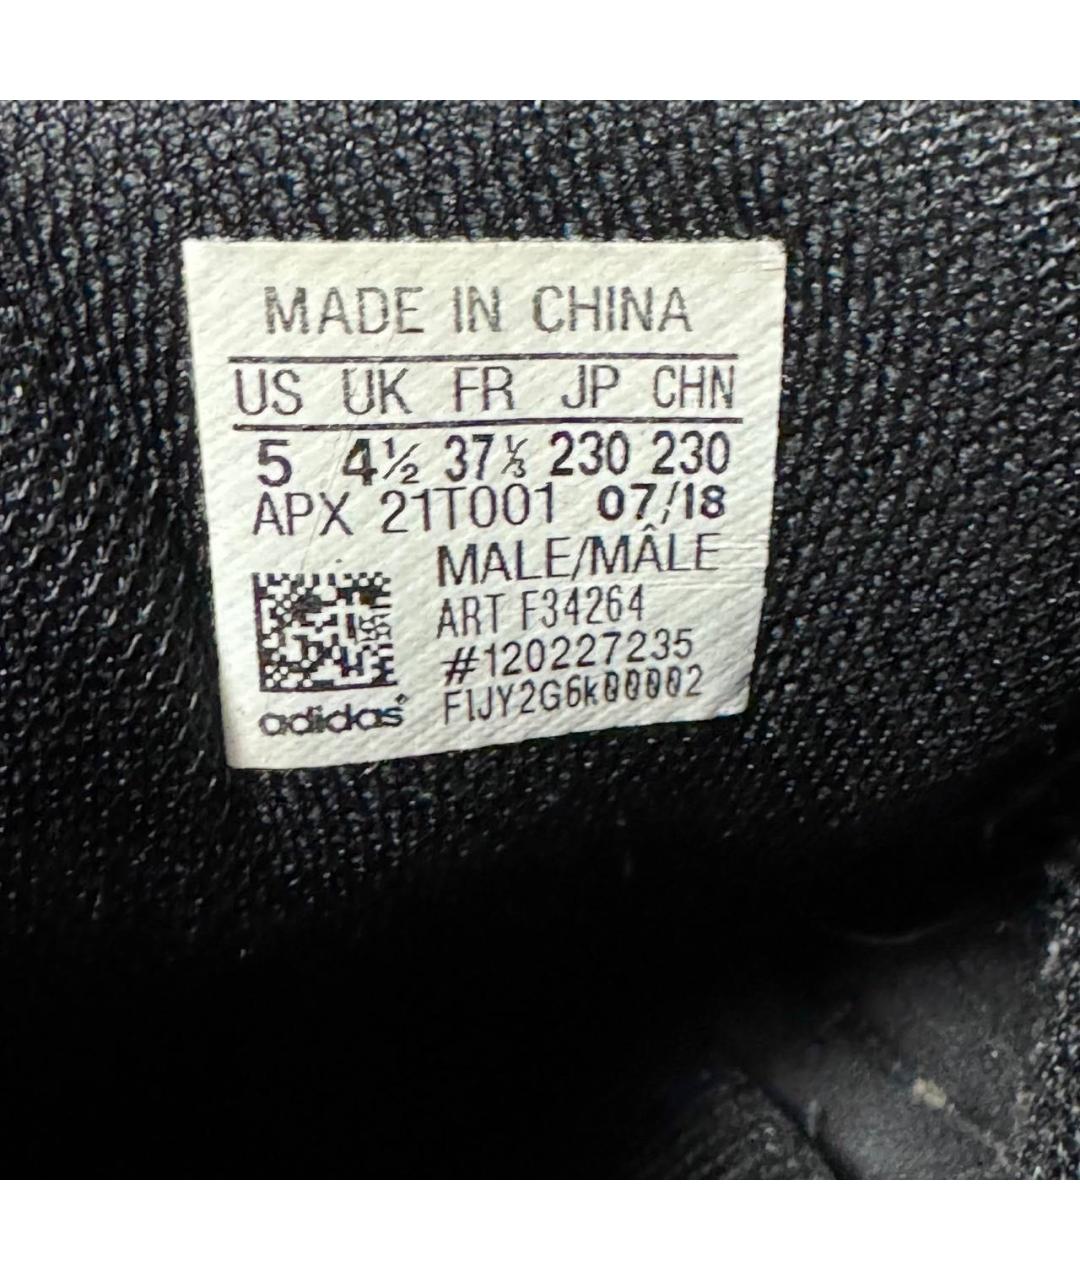 MADE IN CHINA
US UK FR JP CHN
5 4½ 37⅓ 230 230
APX 21T001 07/18
MALE/MÂLE
ART F34264
#120227235
F1JY2G6k00002
adidas®